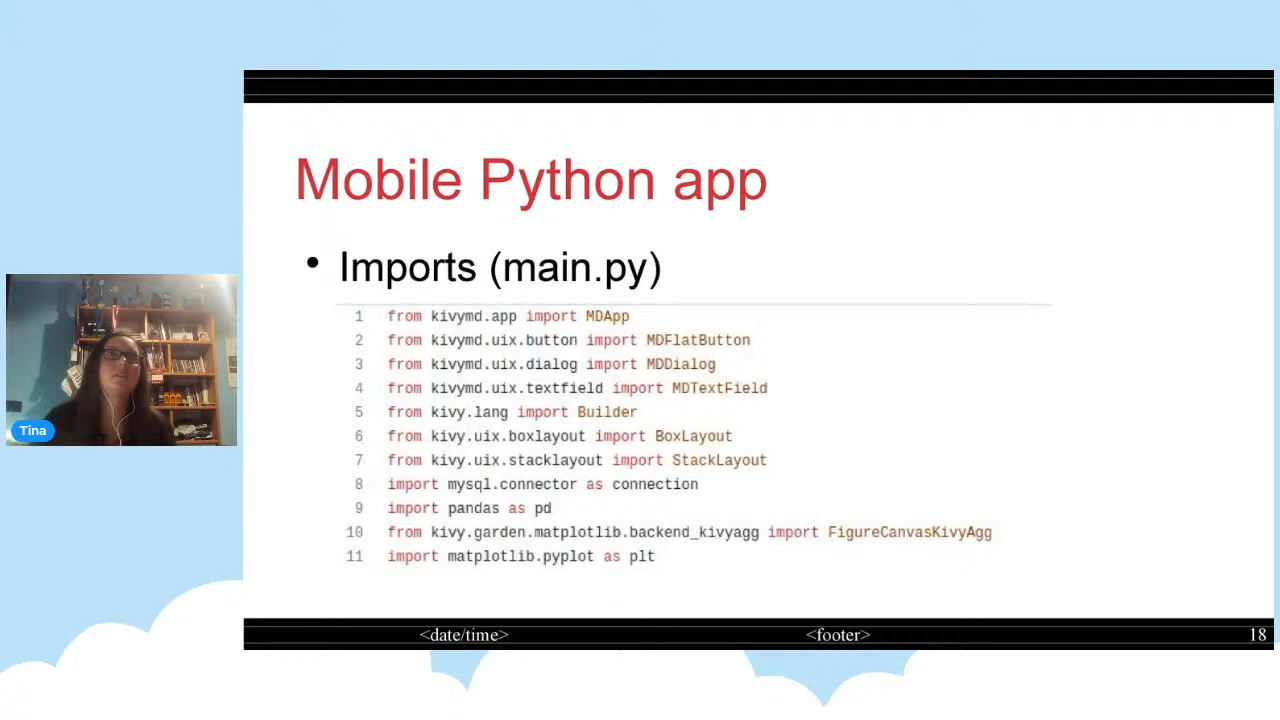 Mobile Python app
• Imports (main.py)
1 from kivymd.app import MDApp
2 from kivymd.uix.button import MDFlatButton
3 from kivymd.uix.dialog import MDDialog
4 from kivymd.uix.textfield import MDTextField
5 from kivy.lang import Builder
6 from kivy.uix.boxlayout import BoxLayout
7 from kivy.uix.stacklayout import StackLayout
8 import mysql.connector as connection
9 import pandas as pd
10 from kivy.garden.matplotlib.backend_kivyagg import FigureCanvasKivyAgg
11 import matplotlib.pyplot as plt
Tina
<date/time> <footer> 18